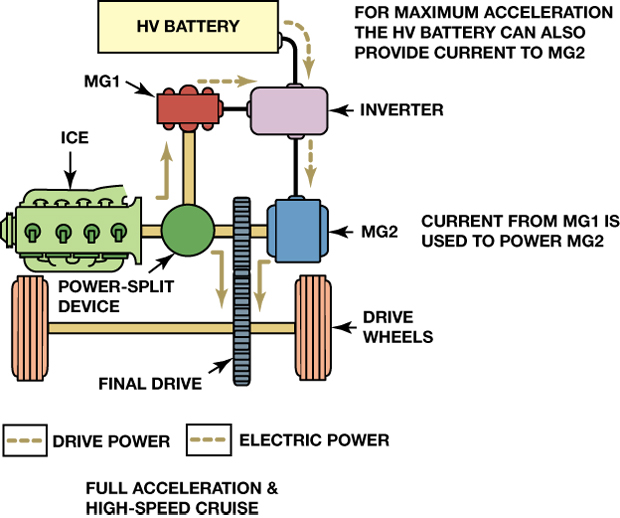 HV BATTERY
FOR MAXIMUM ACCELERATION
THE HV BATTERY CAN ALSO
PROVIDE CURRENT TO MG2
MG1
INVERTER
ICE
MG2
CURRENT FROM MG1 IS
USED TO POWER MG2
POWER-SPLIT
DEVICE
DRIVE
WHEELS
FINAL DRIVE
DRIVE POWER
ELECTRIC POWER
FULL ACCELERATION &
HIGH-SPEED CRUISE